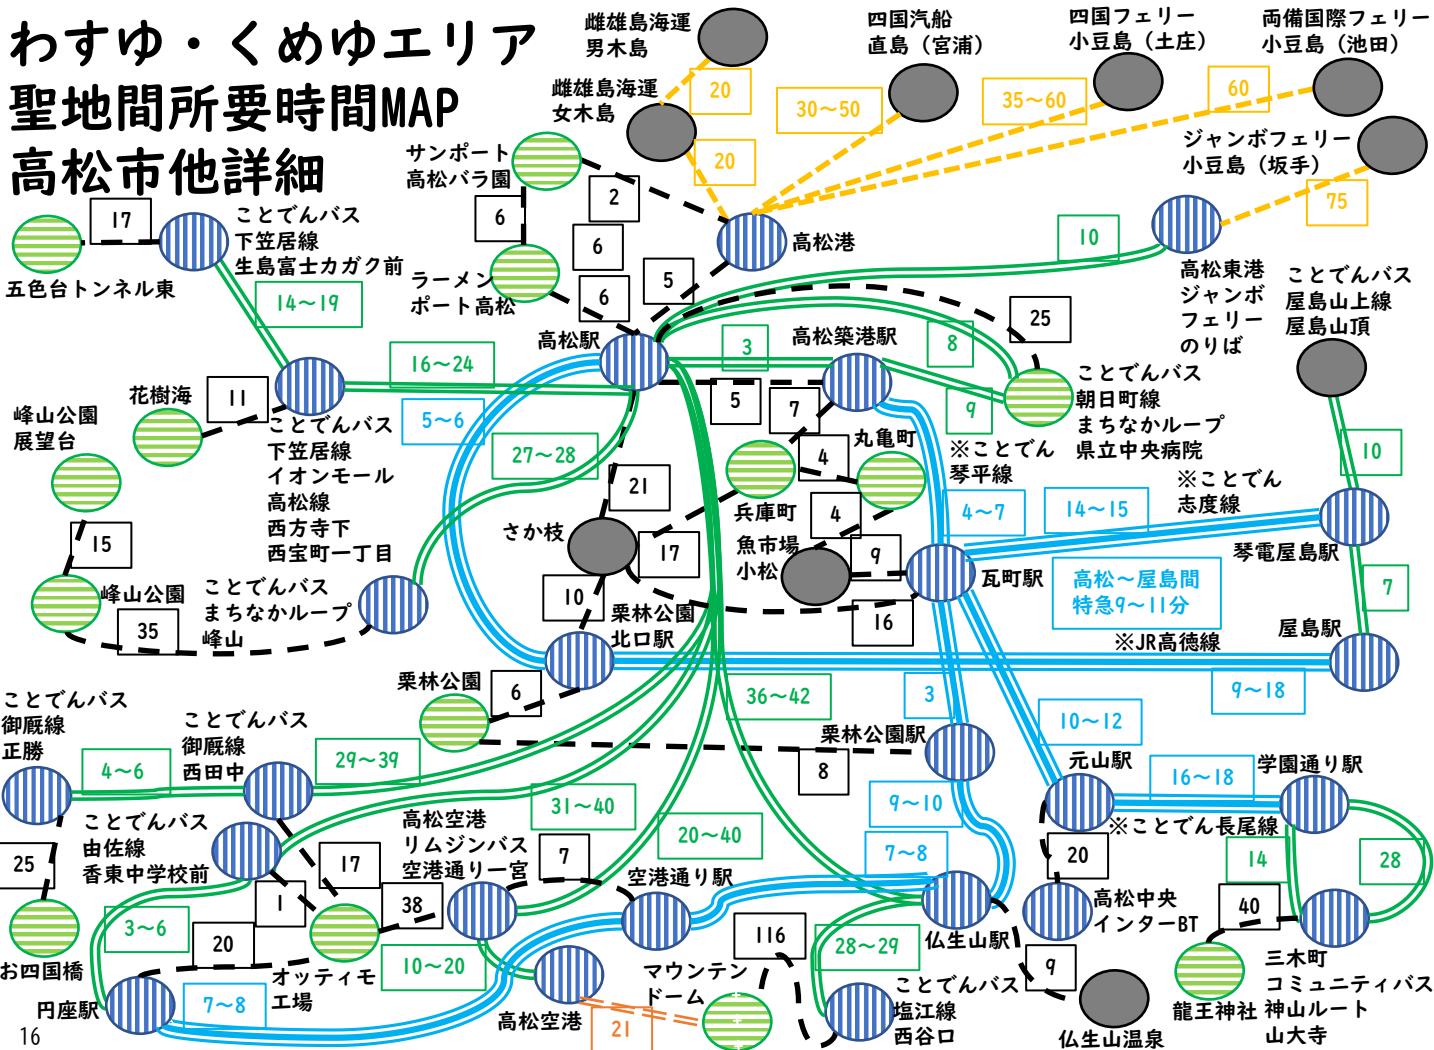 わすゆ・くめゆエリア
聖地間所要時間MAP
高松市他詳細
雌雄島海運
男木島
四国汽船
直島（宮浦）
四国フェリー
小豆島（土庄）
両備国際フェリー
小豆島（池田）
雌雄島海運
女木島
20
30～50
35～60
60
ジャンボフェリー
小豆島（坂手）
サンポート
高松バラ園
20
75
2
6
17
ことでんバス
下笠居線
生島富士カガク前
五色台トンネル東
6
高松港
10
ラーメン
ポート高松
5
6
高松東港
ジャンボ
フェリー
のりば
ことでんバス
屋島山上線
屋島山頂
14～19
25
高松駅
3
高松築港駅
8
16～24
ことでんバス
朝日町線
まちなかループ
県立中央病院
花樹海
11
5～6
5
7
9
峰山公園
展望台
ことでんバス
下笠居線
イオンモール
高松線
西方寺下
西宝町一丁目
27～28
丸亀町
4
※ことでん
琴平線
10
21
※ことでん
志度線
兵庫町
4
4～7
14～15
15
さか枝
17
魚市場
小松
9
琴電屋島駅
瓦町駅
高松～屋島間
特急9～11分
7
峰山公園
ことでんバス
まちなかループ
峰山
10
栗林公園
北口駅
16
35
※JR高徳線
屋島駅
栗林公園
6
36～42
3
9～18
ことでんバス
御厩線
正勝
ことでんバス
御厩線
西田中
10～12
栗林公園駅
4～6
29～39
8
元山駅
16～18
学園通り駅
31～40
9～10
ことでんバス
由佐線
香東中学校前
高松空港
リムジンバス
空港通り一宮
※ことでん長尾線
20～40
25
17
7
7～8
20
14
28
空港通り駅
1
38
40
高松中央
インターBT
3～6
20
116
28～29
仏生山駅
お四国橋
オッティモ
工場
10～20
マウンテン
ドーム
9
三木町
コミュニティバス
神山ルート
山大寺
円座駅
7～8
ことでんバス
塩江線
西谷口
龍王神社
高松空港
21
仏生山温泉
16